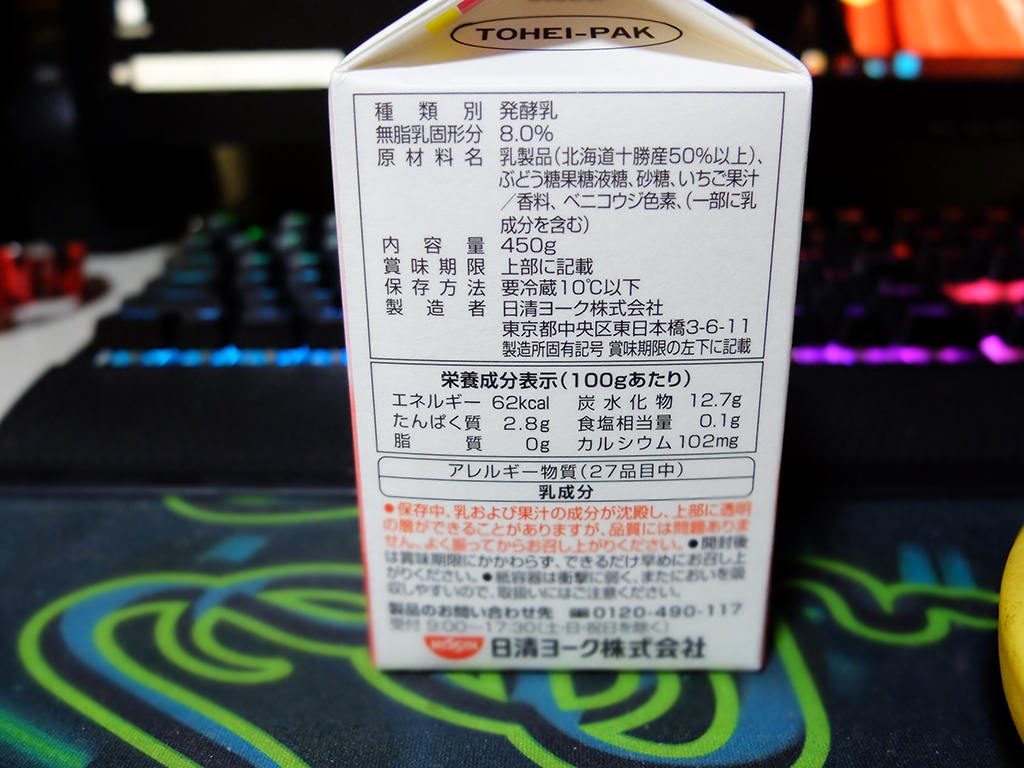 TOHEI-PAK
種類別 発酵乳
無脂乳固形分 8.0%
原材料名 乳製品(北海道十勝産50%以上)、
ぶどう糖果糖液糖、砂糖、いちご果汁
/香料、ベニコウジ色素、(一部に乳
成分を含む)
内容量 450g
賞味期限 上部に記載
保存方法 要冷蔵10℃以下
製造者 日清ヨーク株式会社
東京都中央区東日本橋3-6-11
製造所固有記号 賞味期限の左下に記載
栄養成分表示(100gあたり)
エネルギー 62kcal 炭水化物 12.7g
たんぱく質 2.8g 食塩相当量 0.1g
脂質 0g カルシウム 102mg
アレルギー物質(27品目中)
乳成分
●保存中、乳および果汁の成分が沈殿し、上部に透明
の層ができることがありますが、品質には問題ありま
せん。よく振ってからお召し上がりください。●開封後
は賞味期限にかかわらず、できるだけ早めにお召し上
がりください。●紙容器は衝撃に弱く、またにおいを吸
収しやすいので、取扱いにはご注意ください。
製品のお問い合わせ先 0120-490-117
受付 9:00〜17:30(土・日・祝日を除く)
NISSIN 日清ヨーク株式会社